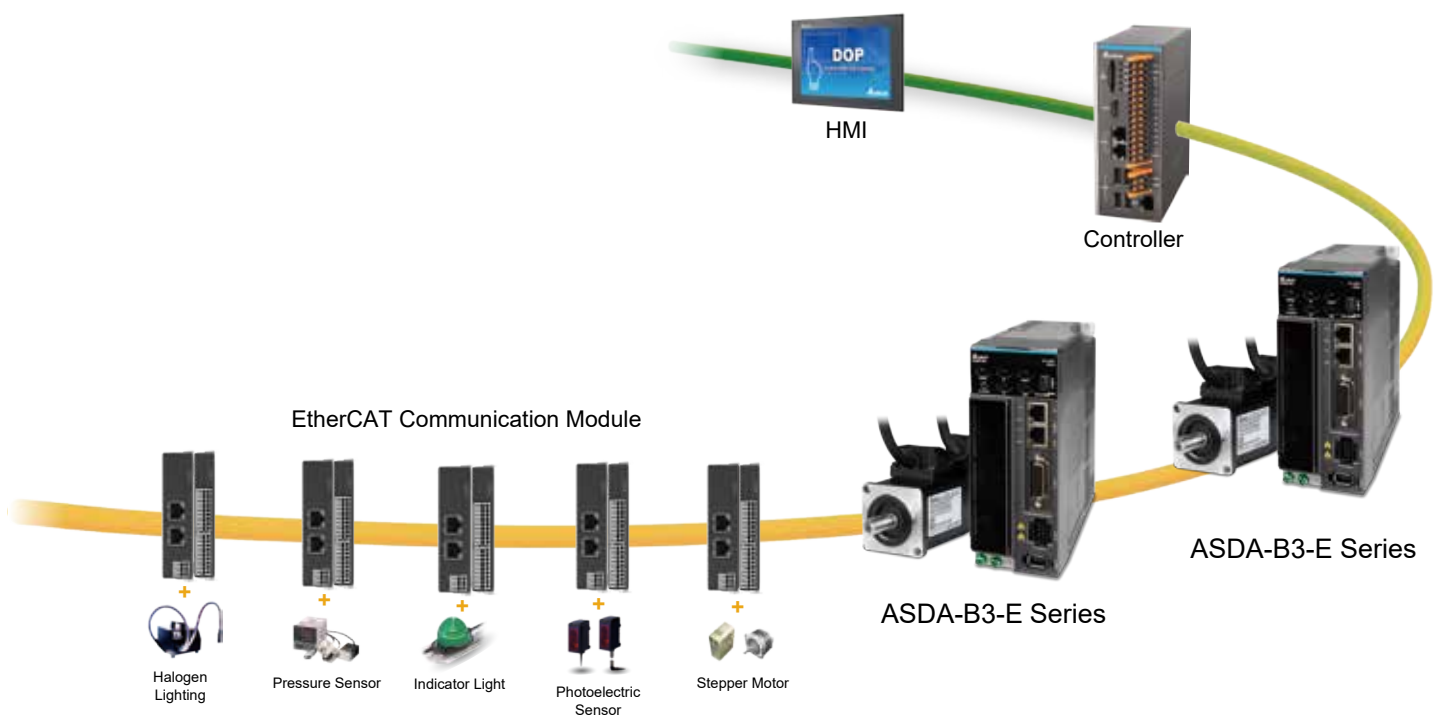 DOP
HMI
Controller
EtherCAT Communication Module
ASDA-B3-E Series
ASDA-B3-E Series
Halogen
Lighting
Pressure Sensor
Indicator Light
Photoelectric
Sensor
Stepper Motor